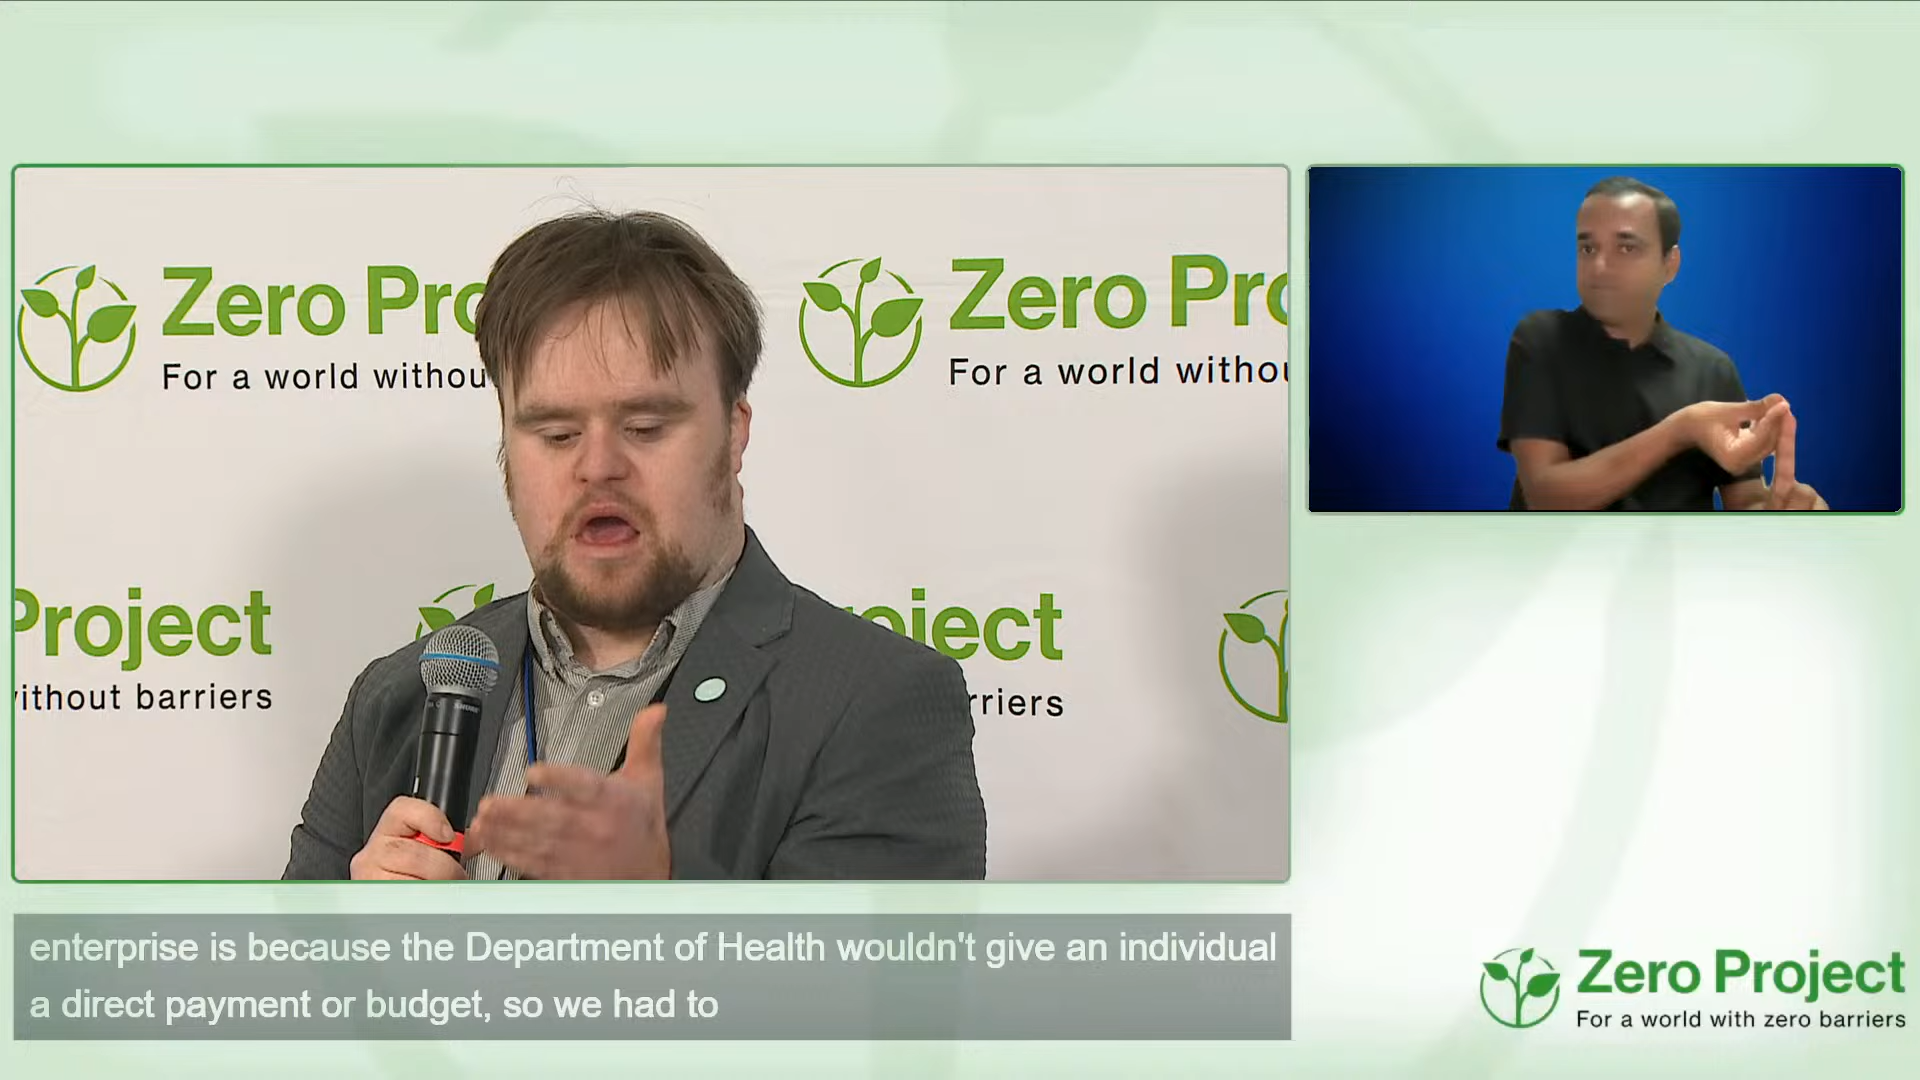 Zero Pro
For a world withou
Zero Pro
For a world withou
Project
without barriers
roject
rriers
enterprise is because the Department of Health wouldn't give an individual
a direct payment or budget, so we had to
Zero Project
For a world with zero barriers